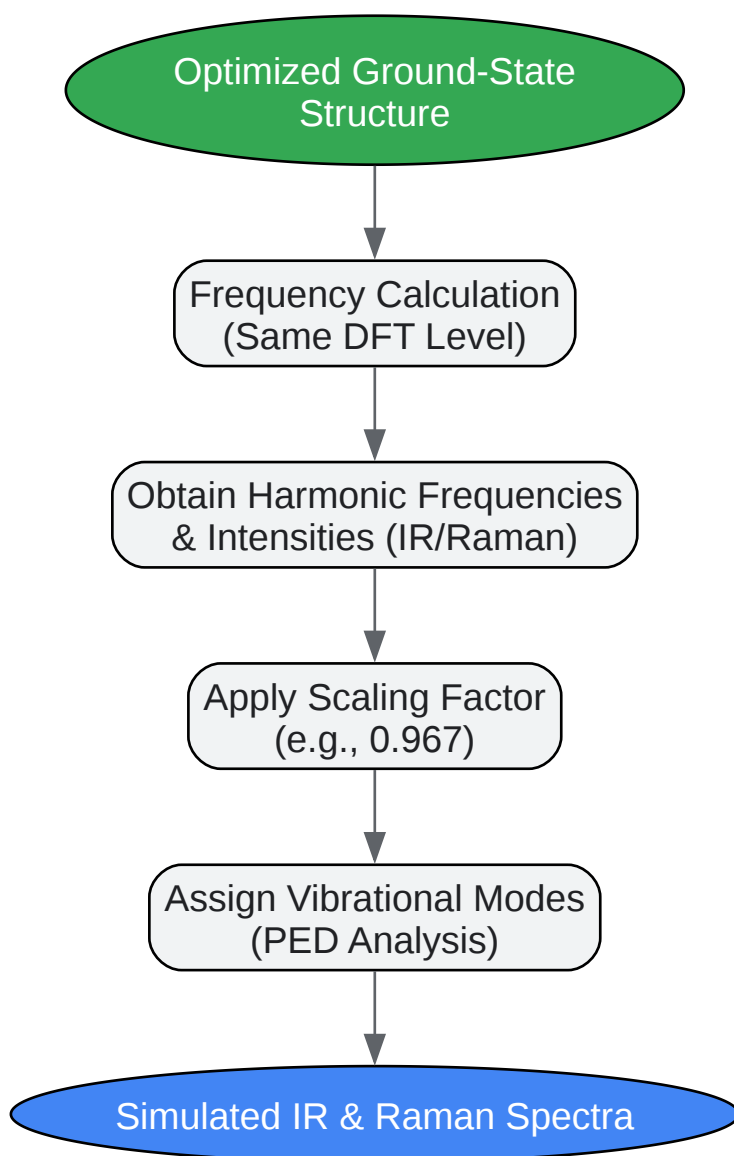 Optimized Ground-State
Structure
Frequency Calculation
(Same DFT Level)
Obtain Harmonic Frequencies
& Intensities (IR/Raman)
Apply Scaling Factor
(e.g., 0.967)
Assign Vibrational Modes
(PED Analysis)
Simulated IR & Raman Spectra